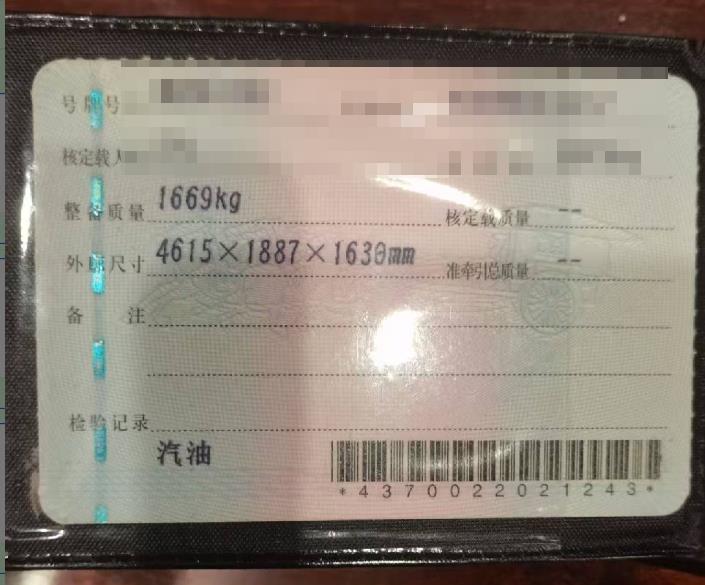 号牌号
核定载人
整备质量 1669kg 核定载质量 --
外廓尺寸 4615×1887×1630mm 准牵引总质量 --
备 注
检验记录
汽油
*4370022021243*